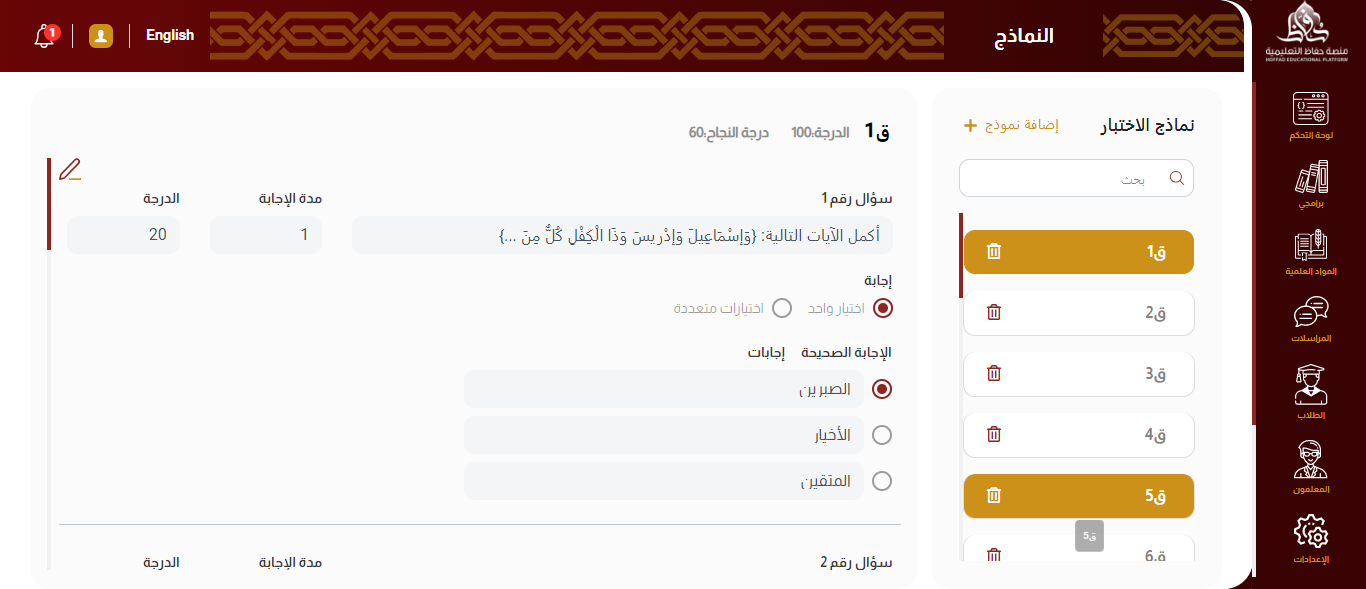 منصة حفاظ التعليمية
HOFFAD EDUCATIONAL PLATFORM
النماذج
English
1
لوحة التحكم
برامجي
المواد العلمية
المراسلات
الطلاب
المعلمون
الإعدادات
نماذج الاختبار
إضافة نموذج +
بحث
ق1
ق2
ق3
ق4
ق5
ق5
ق6
ق1 الدرجة:100 درجة النجاح:60
سؤال رقم 1 مدة الإجابة الدرجة
أكمل الآيات التالية: {وَإِسْمَاعِيلَ وَإِدْرِيسَ وَذَا الْكِفْلِ كُلٌّ مِنَ ...} 1 20
إجابة
اختيار واحد اختيارات متعددة
الإجابة الصحيحة إجابات
الصبرين
الأخيار
المتقين
سؤال رقم 2 مدة الإجابة الدرجة